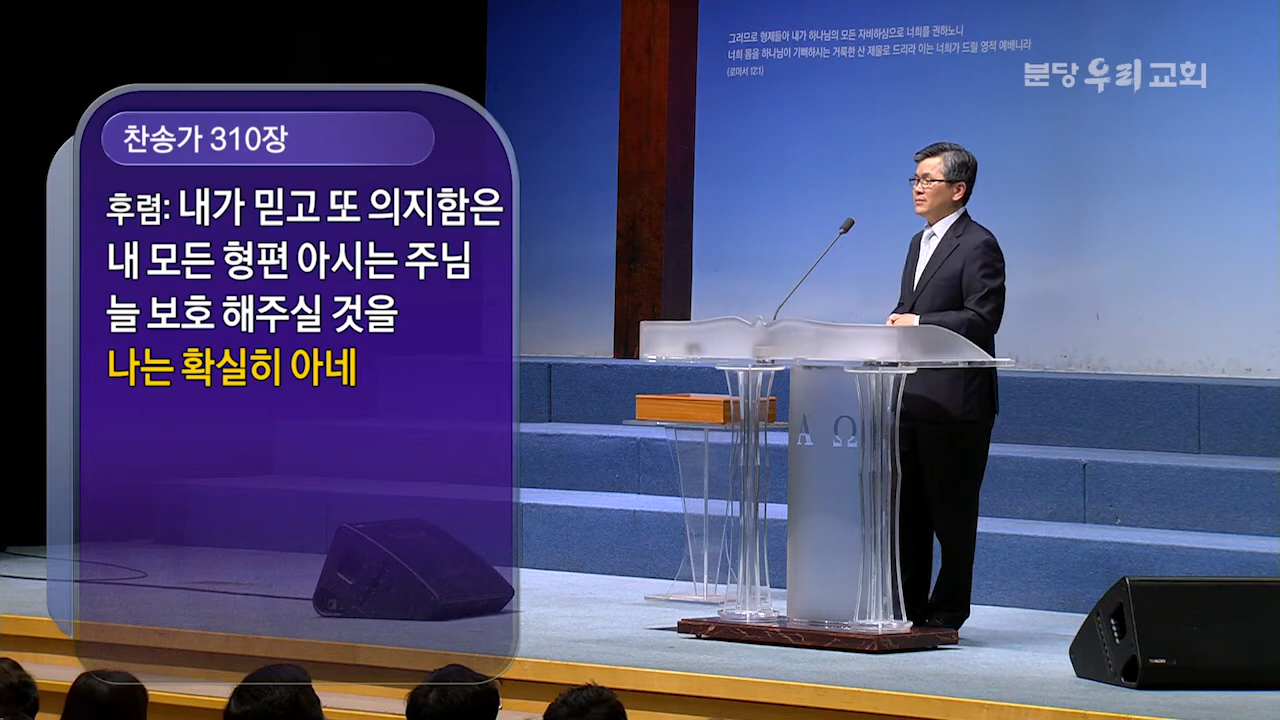 찬송가 310장
후렴: 내가 믿고 또 의지함은
내 모든 형편 아시는 주님
늘 보호 해주실 것을
나는 확실히 아네
그러므로 형제들아 내가 하나님의 모든 자비하심으로 너희를 권하노니
너희 몸을 하나님이 기뻐하시는 거룩한 산 제물로 드리라 이는 너희가 드릴 영적 예배니라
(로마서 12:1)
분당우리교회
Α Ω